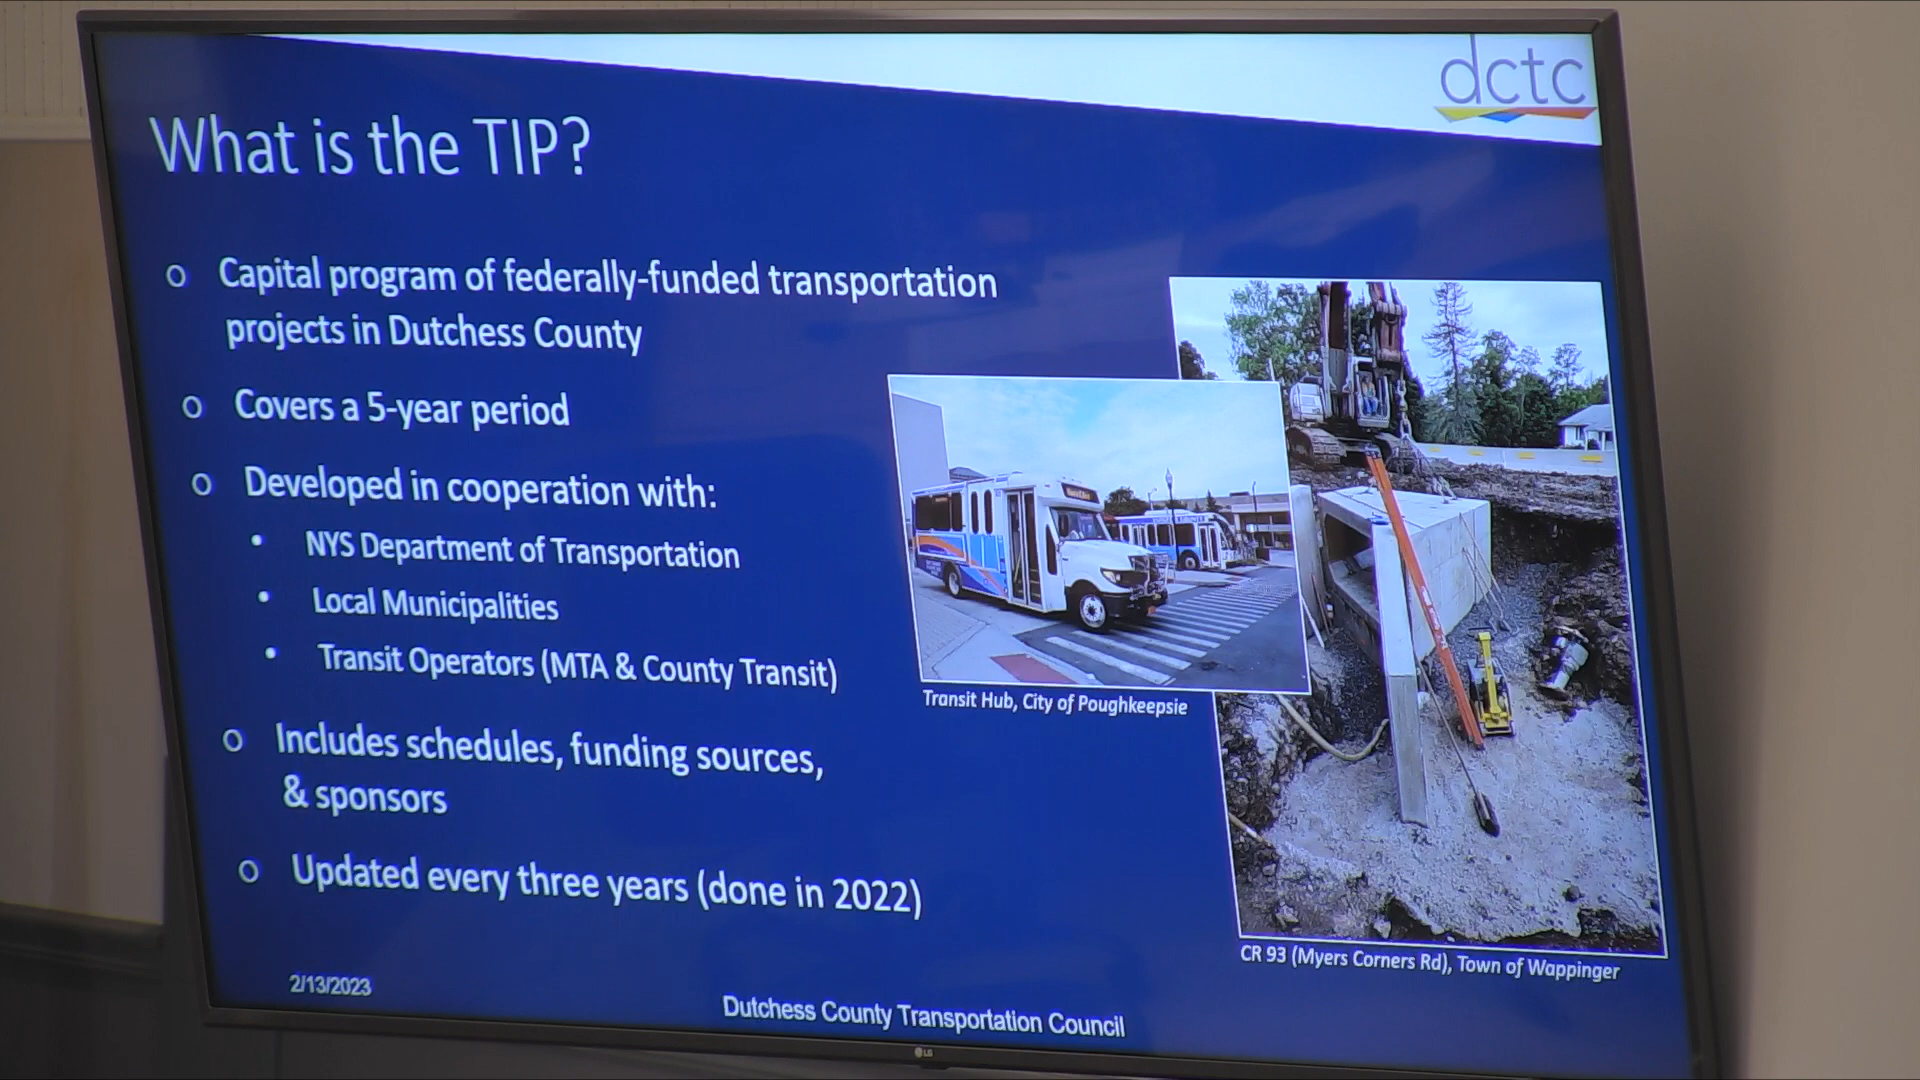 dctc
What is the TIP?
o Capital program of federally-funded transportation
projects in Dutchess County
o Covers a 5-year period
o Developed in cooperation with:
• NYS Department of Transportation
• Local Municipalities
• Transit Operators (MTA & County Transit)
o Includes schedules, funding sources,
& sponsors
o Updated every three years (done in 2022)
Transit Hub, City of Poughkeepsie
CR 93 (Myers Corners Rd), Town of Wappinger
2/13/2023
Dutchess County Transportation Council
LG